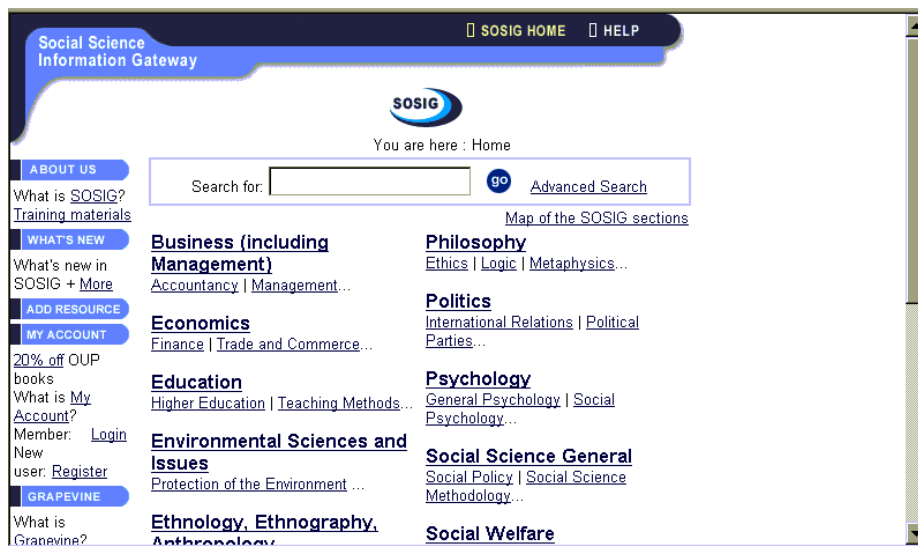 Social Science
Information Gateway
SOSIG HOME
HELP
SOSIG
You are here : Home
ABOUT US
What is SOSIG?
Training materials
WHAT'S NEW
What's new in
SOSIG + More
ADD RESOURCE
MY ACCOUNT
20% off OUP
books
What is My
Account?
Member: Login
New
user: Register
GRAPEVINE
What is
Grapevine?
Search for:
go
Advanced Search
Map of the SOSIG sections
Business (including
Management)
Accountancy | Management...
Economics
Finance | Trade and Commerce...
Education
Higher Education | Teaching Methods...
Environmental Sciences and
Issues
Protection of the Environment ...
Ethnology, Ethnography,
Anthropology
Philosophy
Ethics | Logic | Metaphysics...
Politics
International Relations | Political
Parties...
Psychology
General Psychology | Social
Psychology...
Social Science General
Social Policy | Social Science
Methodology...
Social Welfare